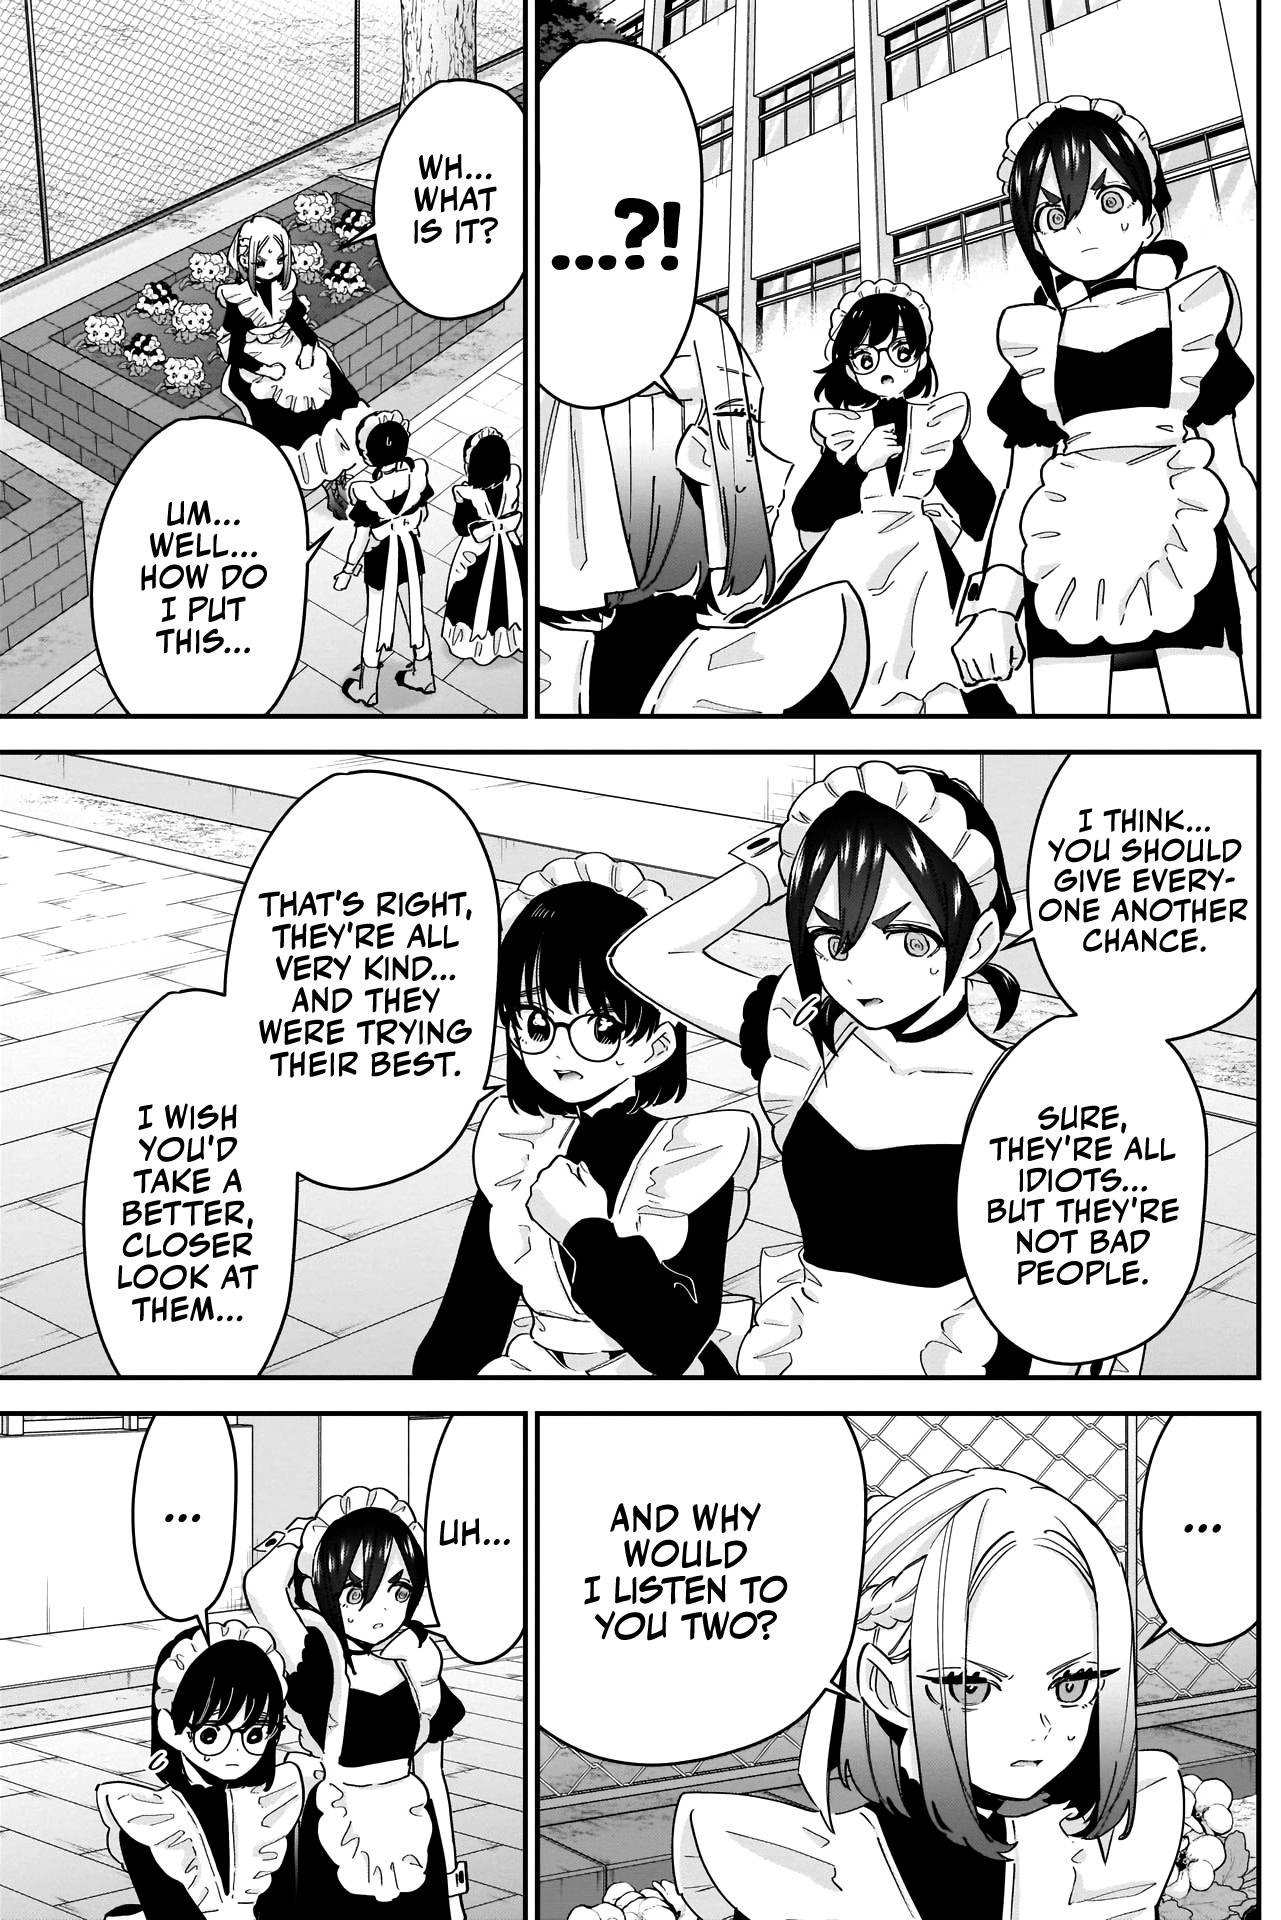 ...?!
WH...
WHAT
IS IT?
UM...
WELL...
HOW DO
I PUT
THIS...
I THINK...
YOU SHOULD
GIVE EVERY-
ONE ANOTHER
CHANCE.
SURE,
THEY'RE ALL
IDIOTS...
BUT THEY'RE
NOT BAD
PEOPLE.
THAT'S RIGHT,
THEY'RE ALL
VERY KIND...
AND THEY
WERE TRYING
THEIR BEST.
I WISH
YOU'D
TAKE A
BETTER,
CLOSER
LOOK AT
THEM...
...
AND WHY
WOULD
I LISTEN TO
YOU TWO?
UH...
...